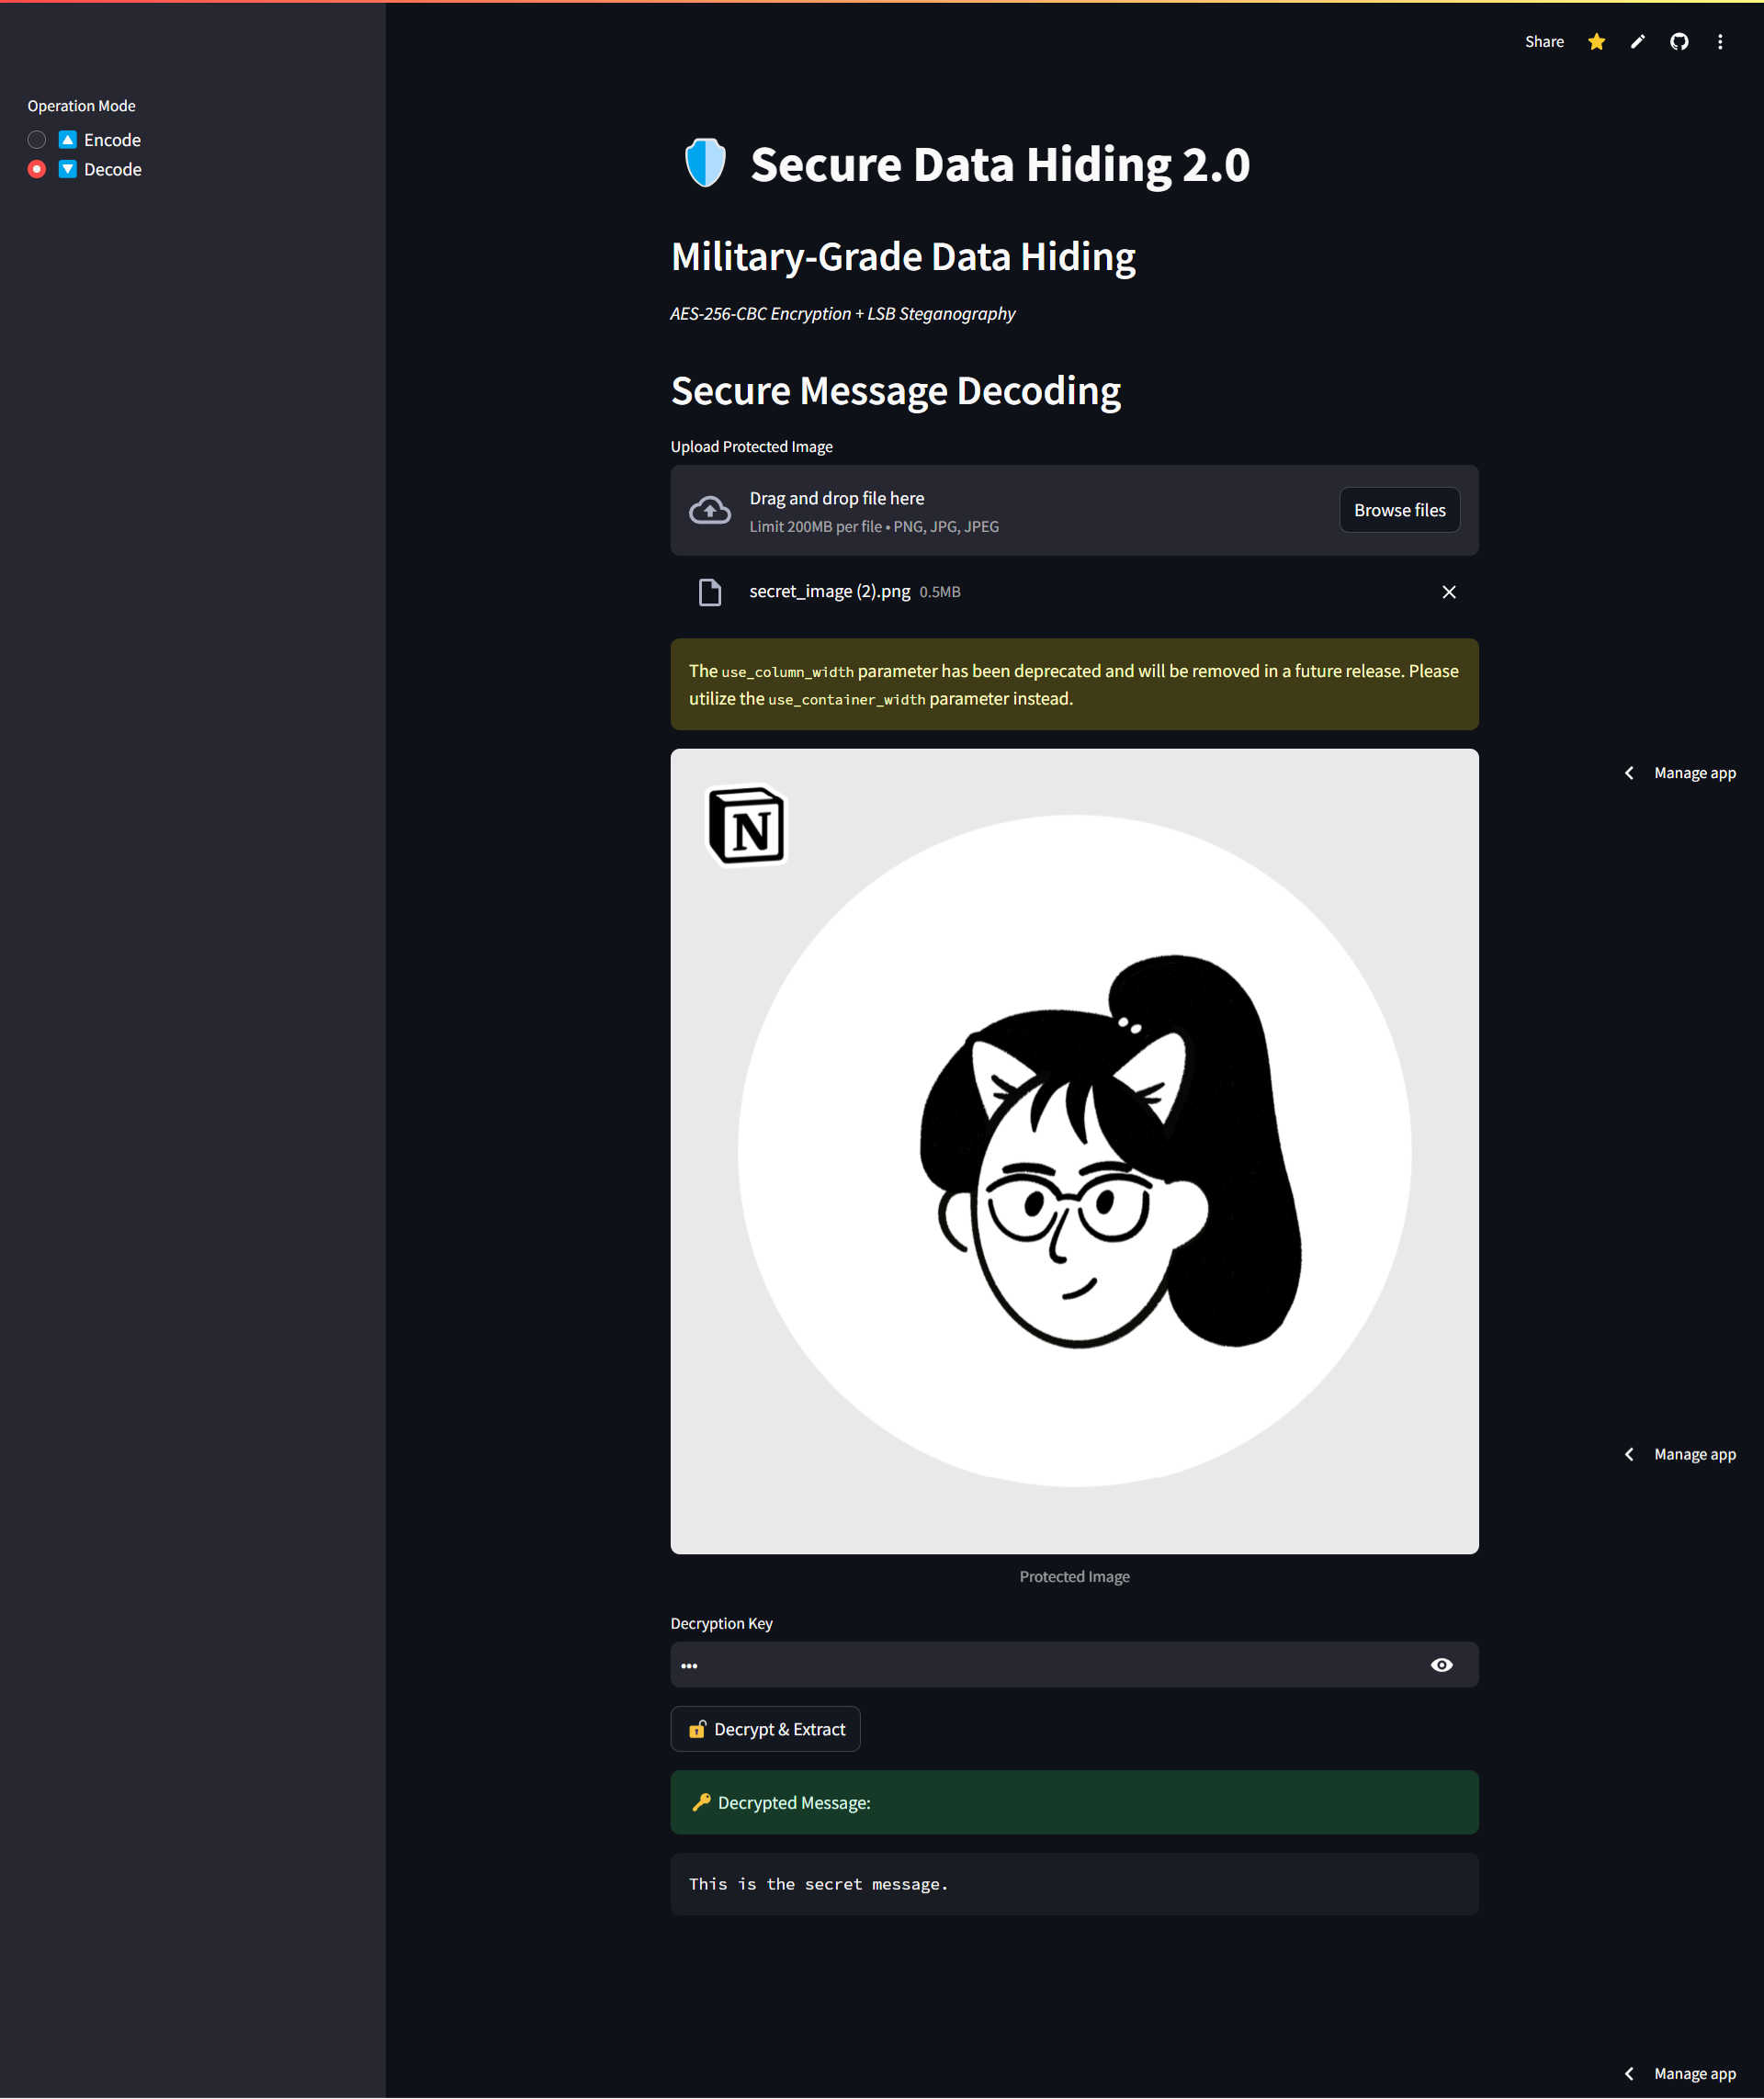 Share
Operation Mode
Encode
Decode
Secure Data Hiding 2.0
Military-Grade Data Hiding
AES-256-CBC Encryption + LSB Steganography
Secure Message Decoding
Upload Protected Image
Drag and drop file here
Limit 200MB per file • PNG, JPG, JPEG
Browse files
secret_image (2).png 0.5MB
The use_column_width parameter has been deprecated and will be removed in a future release. Please
utilize the use_container_width parameter instead.
Manage app
N
Manage app
Protected Image
Decryption Key
•••
Decrypt & Extract
Decrypted Message:
This is the secret message.
Manage app